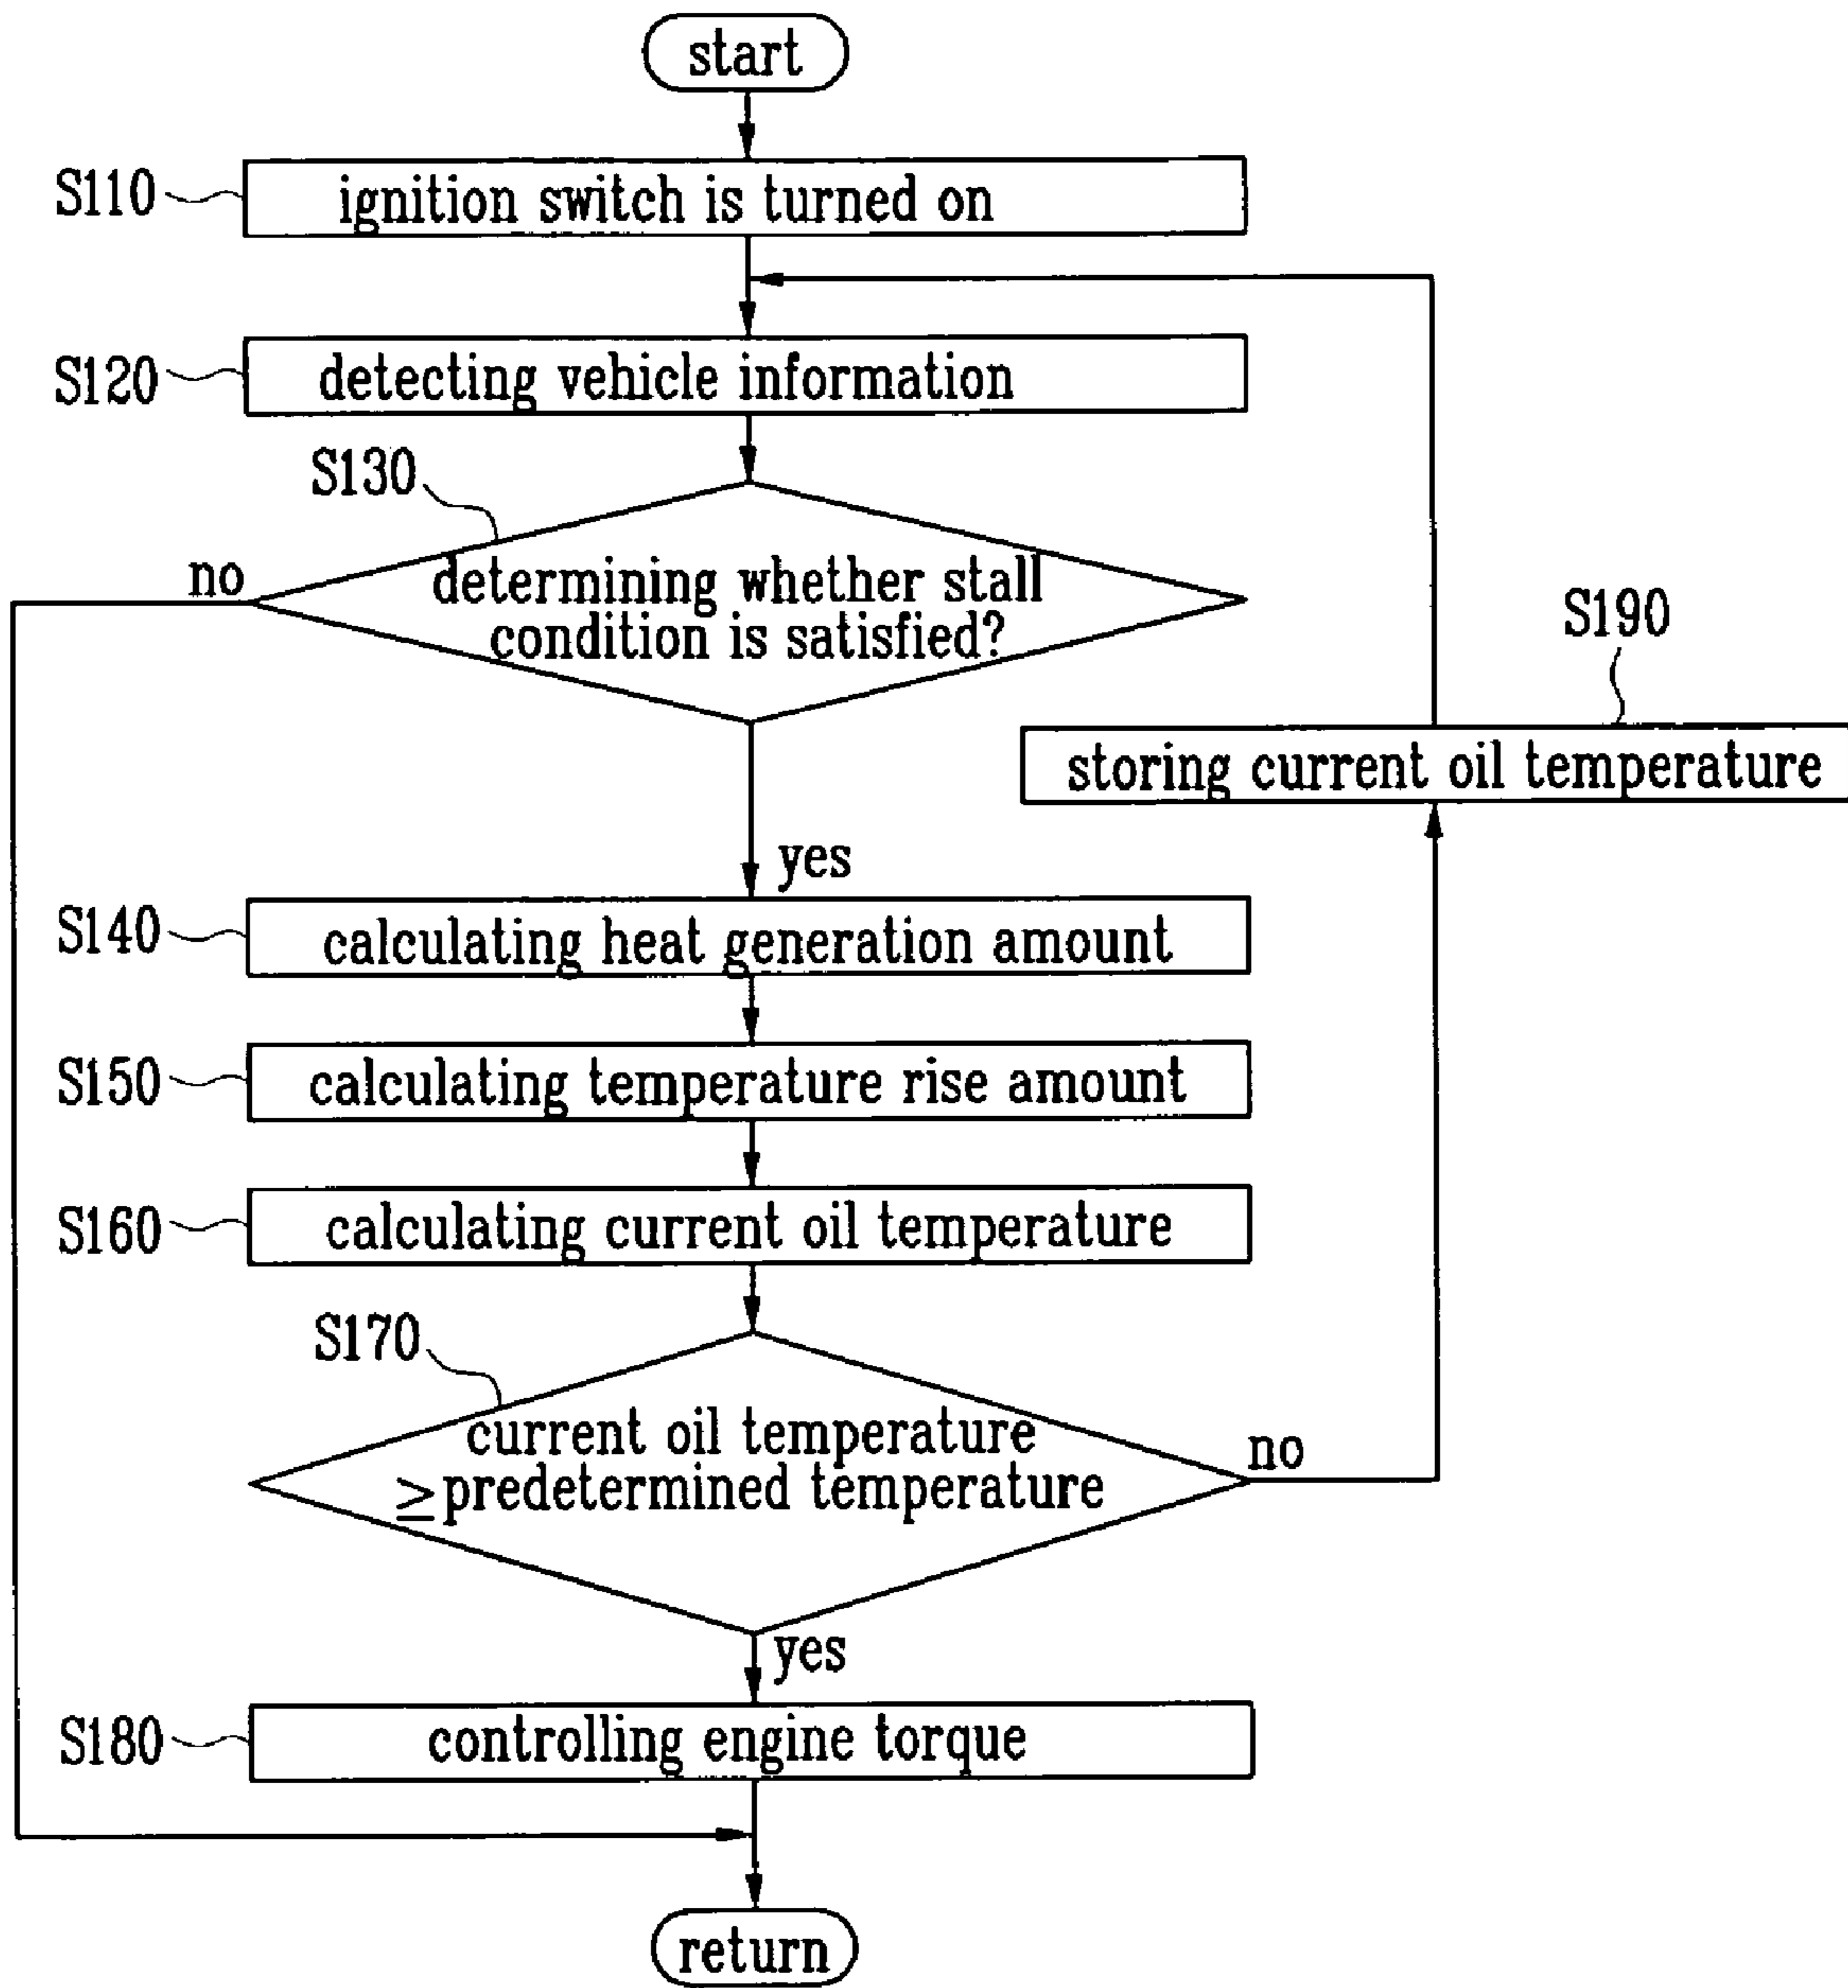 start
S110
ignition switch is turned on
S120
detecting vehicle information
S130
no
determining whether stall
condition is satisfied?
S190
storing current oil temperature
yes
S140
calculating heat generation amount
S150
calculating temperature rise amount
S160
calculating current oil temperature
S170
current oil temperature
≥predetermined temperature
no
yes
S180
controlling engine torque
return